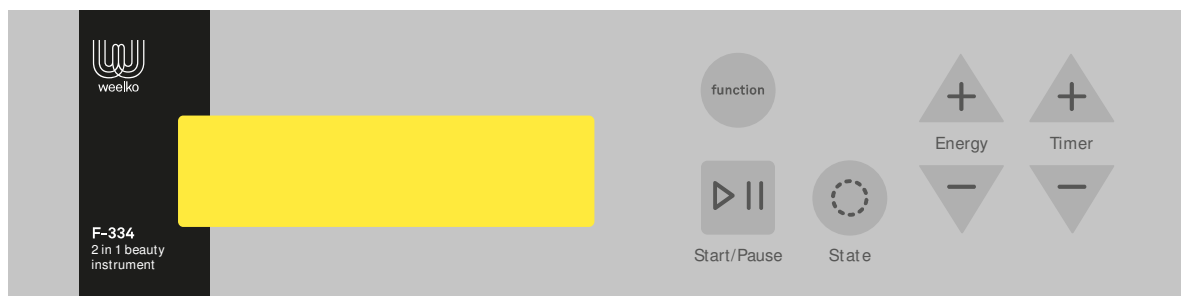 weelko
F-334
2 in 1 beauty
instrument
function
Start/Pause
State
Energy
Timer